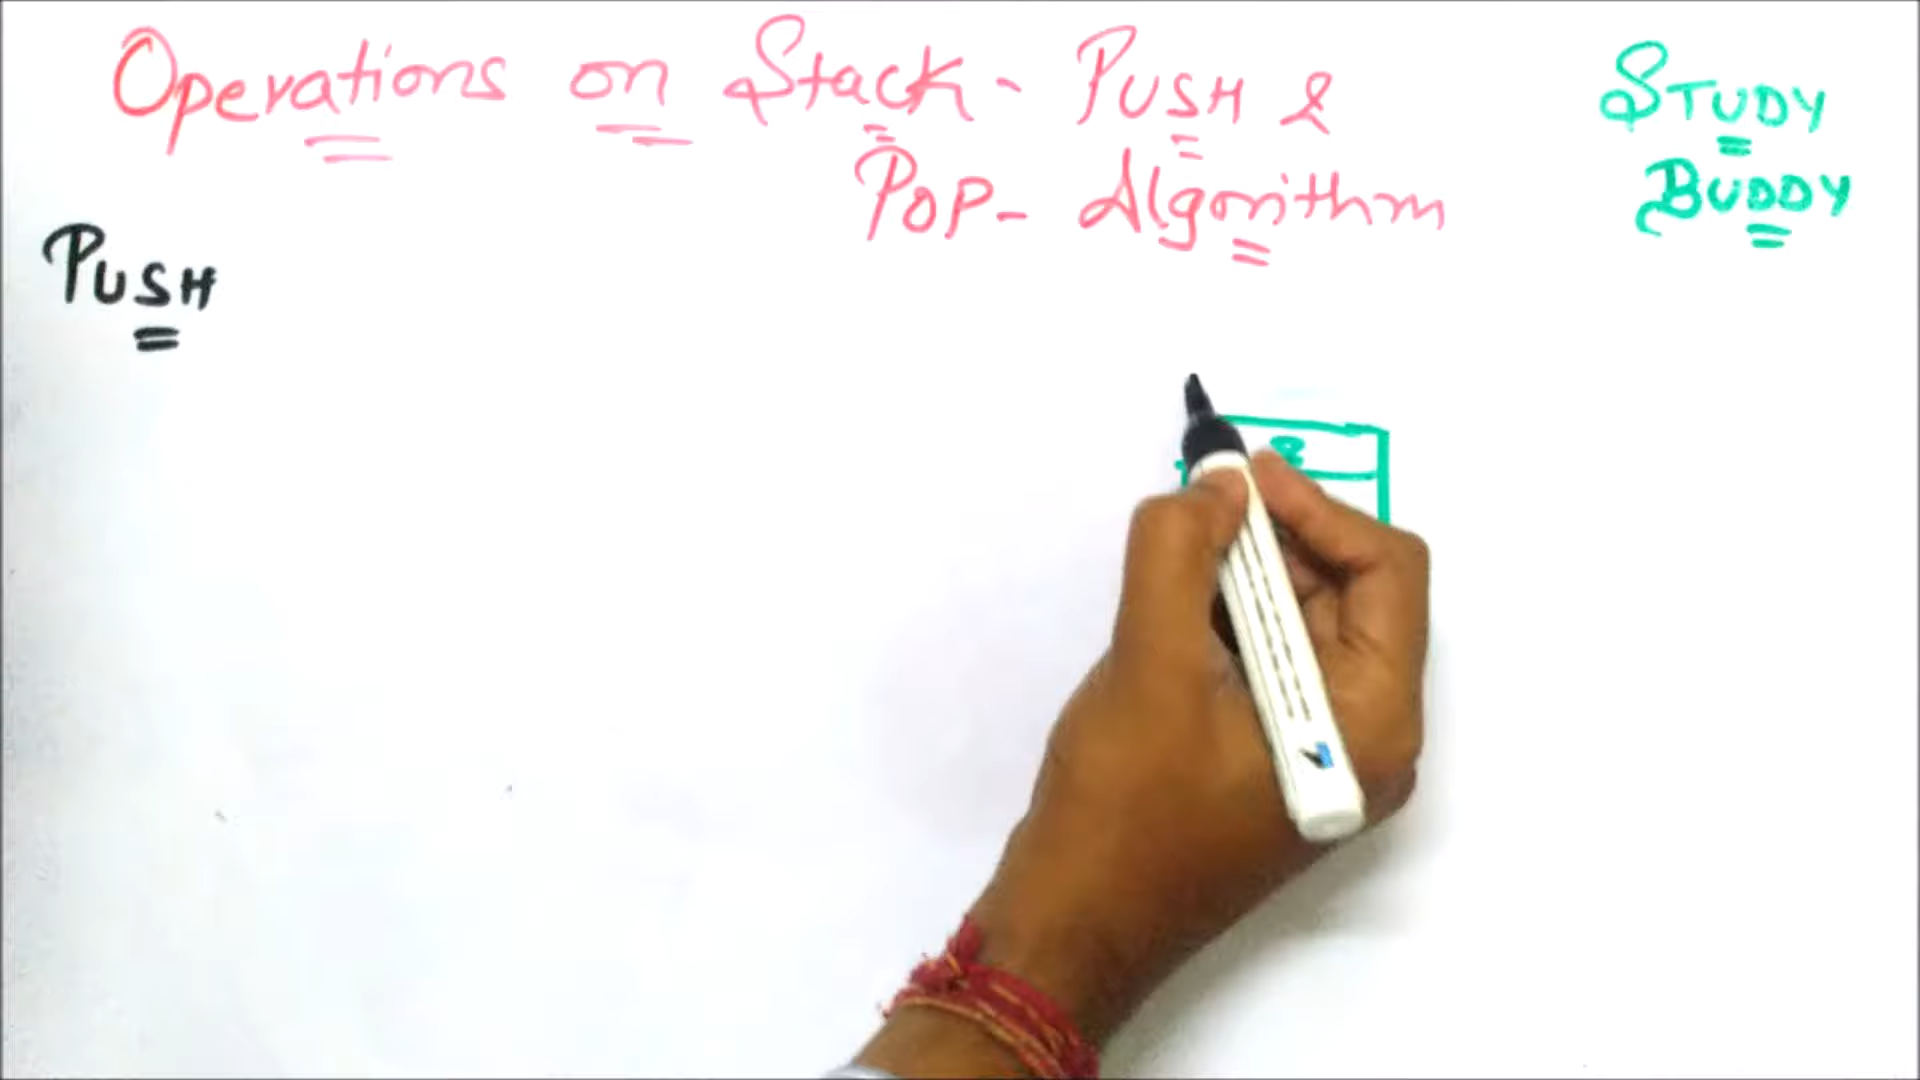 Operations on Stack - PUSH &
POP - Algorithm
STUDY
BUDDY
PUSH